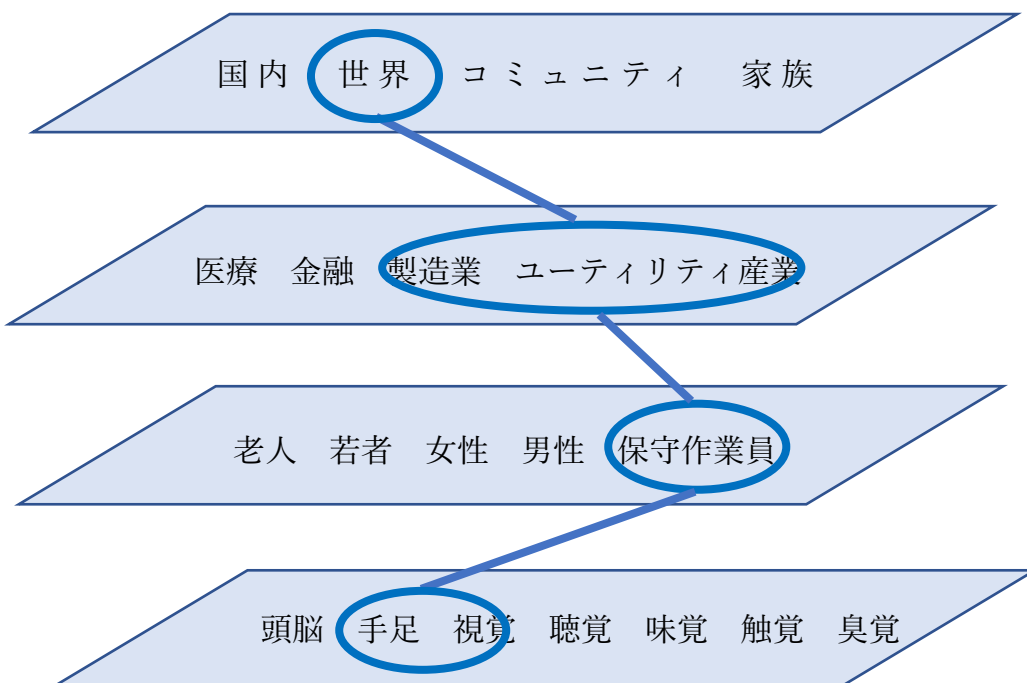 国内 世界 コミュニティ 家族
医療 金融 製造業 ユーティリティ産業
老人 若者 女性 男性 保守作業員
頭脳 手足 視覚 聴覚 味覚 触覚 臭覚